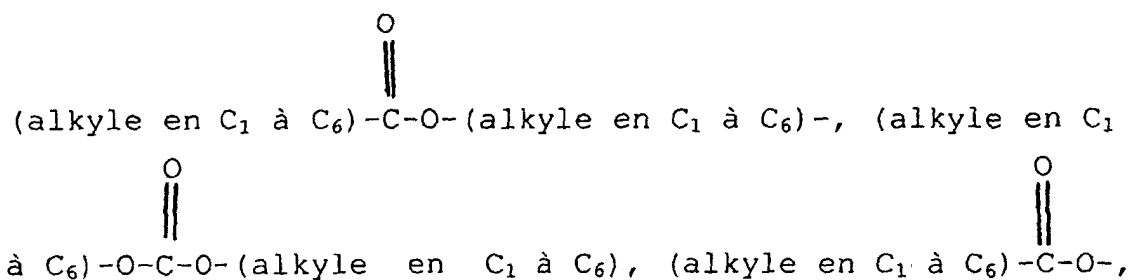 O
(alkyle en C₁ à C₆)-C-O-(alkyle en C₁ à C₆)-, (alkyle en C₁
O O
à C₆)-O-C-O-(alkyle en C₁ à C₆), (alkyle en C₁ à C₆)-C-O-,